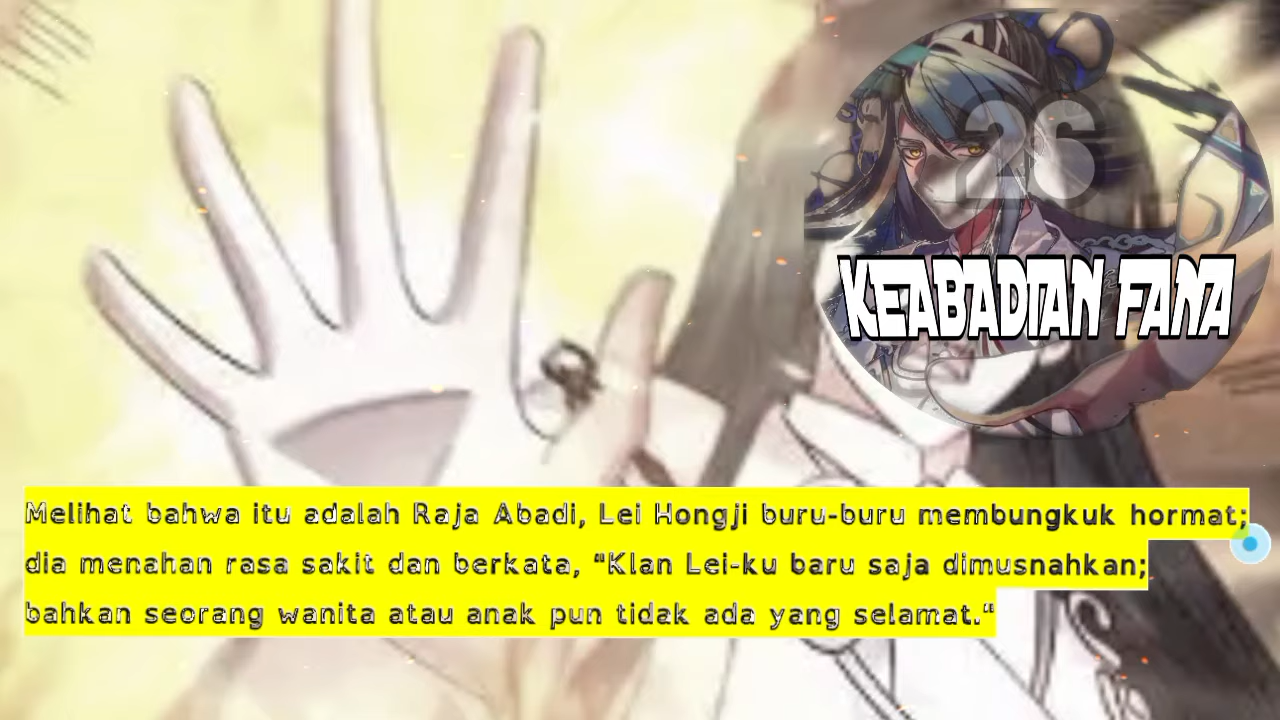 26
KEABADIAN FANA
Melihat bahwa itu adalah Raja Abadi, Lei Hongji buru-buru membungkuk hormat;
dia menahan rasa sakit dan berkata, "Klan Lei-ku baru saja dimusnahkan;
bahkan seorang wanita atau anak pun tidak ada yang selamat."